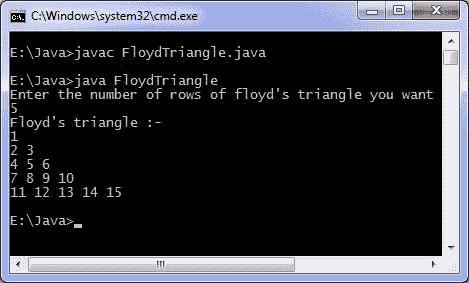 C:\Windows\system32\cmd.exe
E:\Java>javac FloydTriangle.java
E:\Java>java FloydTriangle
Enter the number of rows of floyd's triangle you want
5
Floyd's triangle :-
1
2 3
4 5 6
7 8 9 10
11 12 13 14 15
E:\Java>_